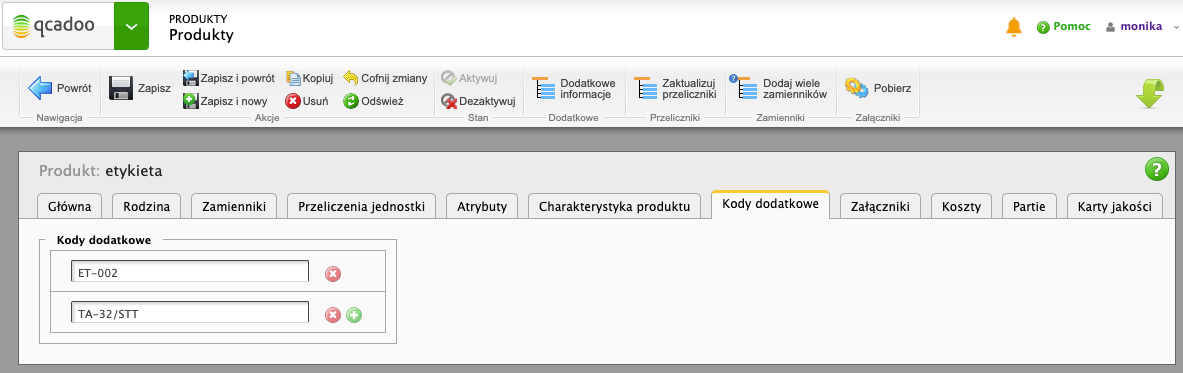 qcadoo
PRODUKTY
Produkty
Pomoc
monika
Powrót
Nawigacja
Zapisz
Zapisz i powrót
Kopiuj
Cofnij zmiany
Zapisz i nowy
Usuń
Odśwież
Akcje
Aktywuj
Dezaktywuj
Stan
Dodatkowe
informacje
Dodatkowe
Zaktualizuj
przeliczniki
Przeliczniki
Dodaj wiele
zamienników
Zamienniki
Pobierz
Załączniki
Produkt: etykieta
Główna
Rodzina
Zamienniki
Przeliczenia jednostki
Atrybuty
Charakterystyka produktu
Kody dodatkowe
Załączniki
Koszty
Partie
Karty jakości
Kody dodatkowe
ET-002
TA-32/STT